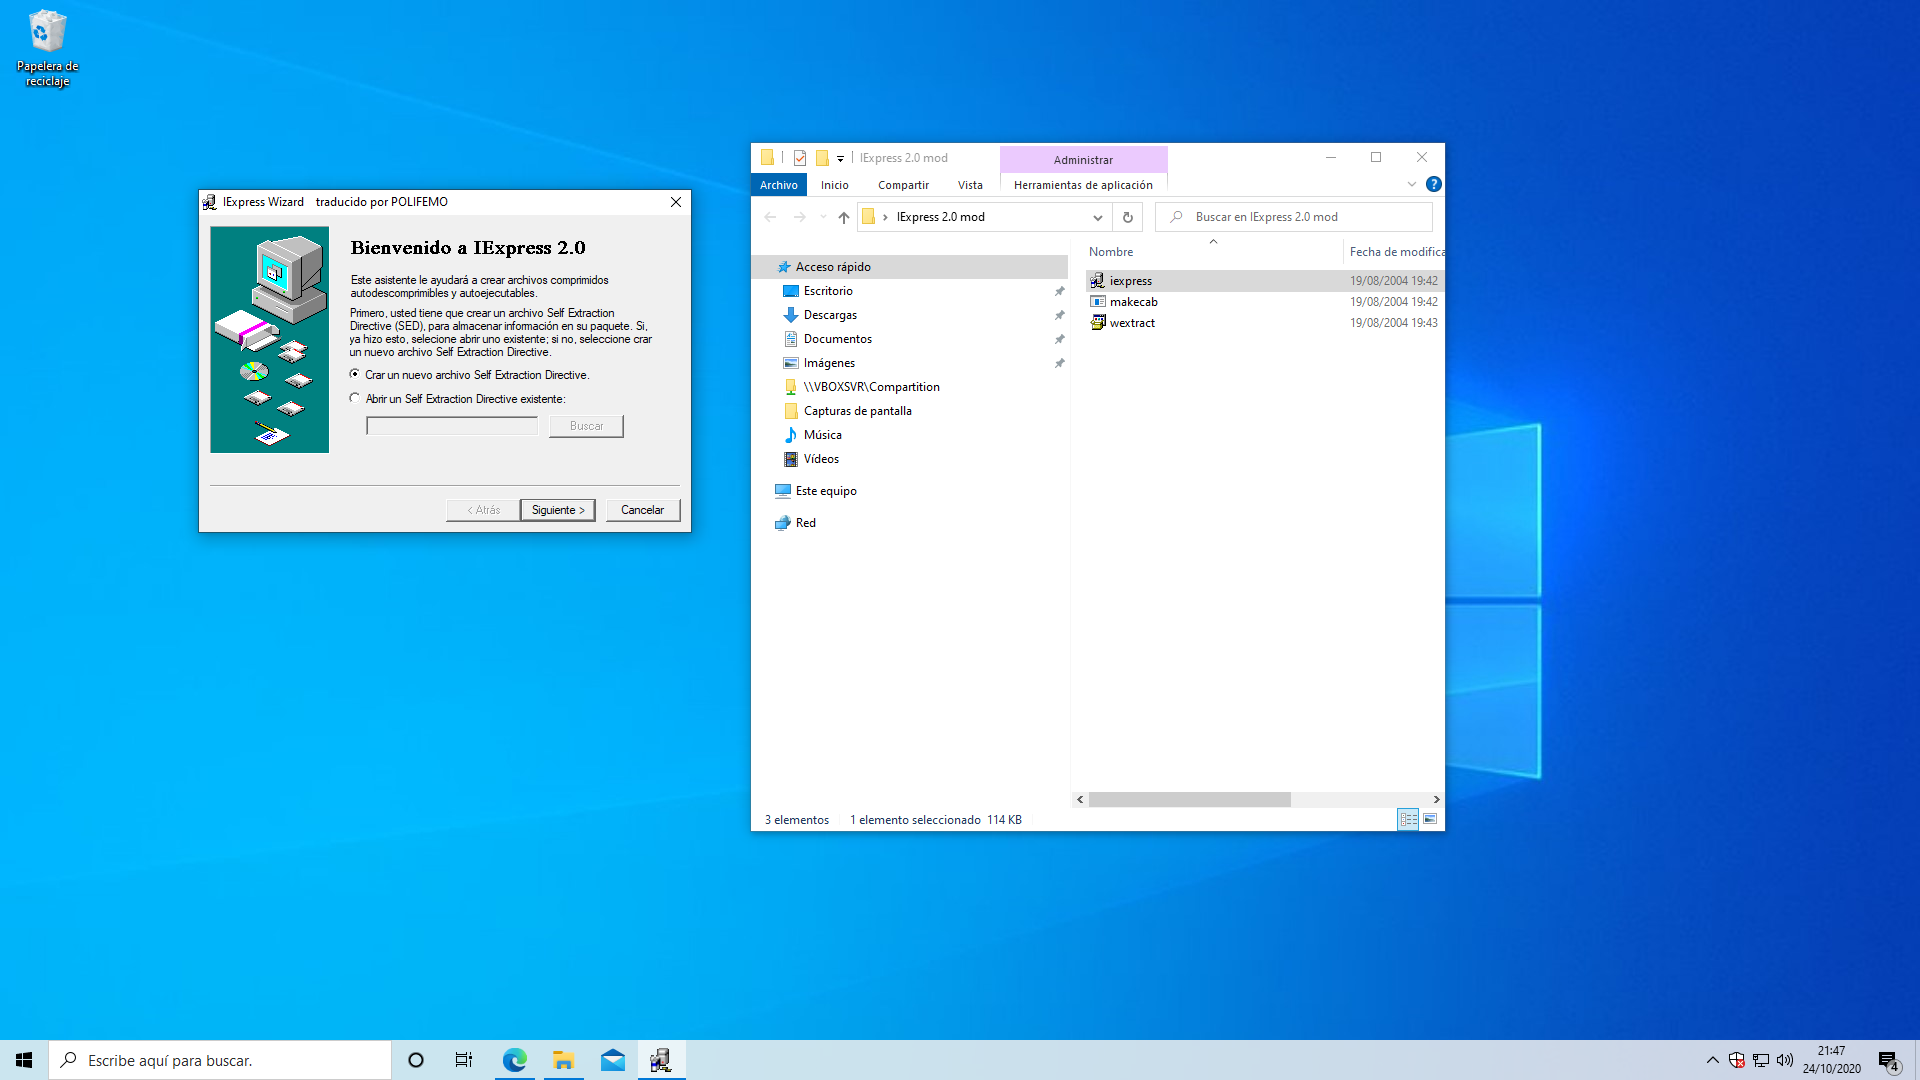 Papelera de
reciclaje
IExpress Wizard    traducido por POLIFEMO
Bienvenido a IExpress 2.0
Este asistente le ayudará a crear archivos comprimidos
autodescomprimibles y autoejecutables.
Primero, usted tiene que crear un archivo Self Extraction
Directive (SED), para almacenar información en su paquete. Si,
ya hizo esto, selecione abrir uno existente; si no, seleccione crar
un nuevo archivo Self Extraction Directive.
Crar un nuevo archivo Self Extraction Directive.
Abrir un Self Extraction Directive existente:
Buscar
< Atrás
Siguiente >
Cancelar
IExpress 2.0 mod
Administrar
Archivo
Inicio
Compartir
Vista
Herramientas de aplicación
?
IExpress 2.0 mod
Buscar en IExpress 2.0 mod
Acceso rápido
Escritorio
Descargas
Documentos
Imágenes
\\VBOXSVR\Compartition
Capturas de pantalla
Música
Vídeos
Este equipo
Red
Nombre
Fecha de modifica
iexpress
19/08/2004 19:42
makecab
19/08/2004 19:42
wextract
19/08/2004 19:43
3 elementos
1 elemento seleccionado  114 KB
Escribe aquí para buscar.
21:47
24/10/2020
4